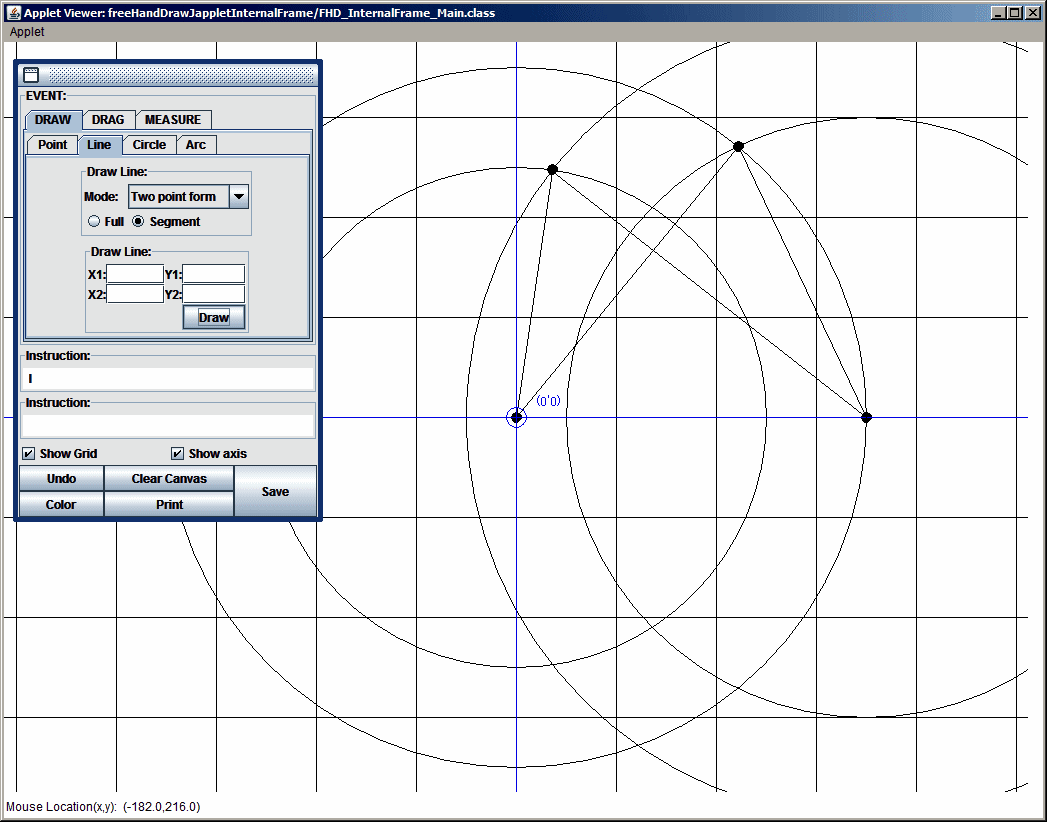 Applet Viewer: freeHandDrawJappletInternalFrame/FHD_InternalFrame_Main.class
Applet
EVENT:
DRAW DRAG MEASURE
Point Line Circle Arc
Draw Line:
Mode: Two point form
Full Segment
Draw Line:
X1: Y1:
X2: Y2:
Draw
Instruction:
I
Instruction:
Show Grid Show axis
Undo Clear Canvas Save
Color Print
(0'0)
Mouse Location(x,y): (-182.0,216.0)